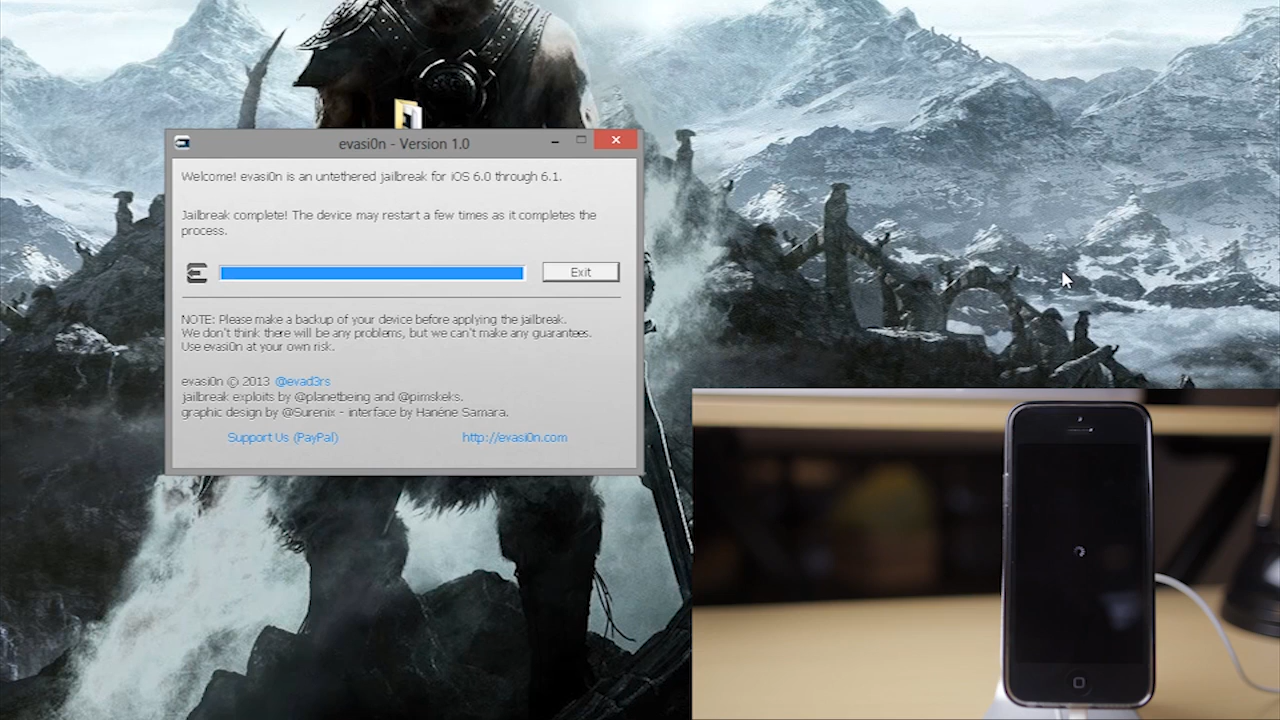 evasi0n - Version 1.0
Welcome! evasi0n is an untethered jailbreak for iOS 6.0 through 6.1.
Jailbreak complete! The device may restart a few times as it completes the
process.
Exit
NOTE: Please make a backup of your device before applying the jailbreak.
We don't think there will be any problems, but we can't make any guarantees.
Use evasi0n at your own risk.
evasi0n © 2013 @evad3rs
jailbreak exploits by @planetbeing and @pimskeks.
graphic design by @Surenix - interface by Hanéne Samara.
Support Us (PayPal) http://evasi0n.com